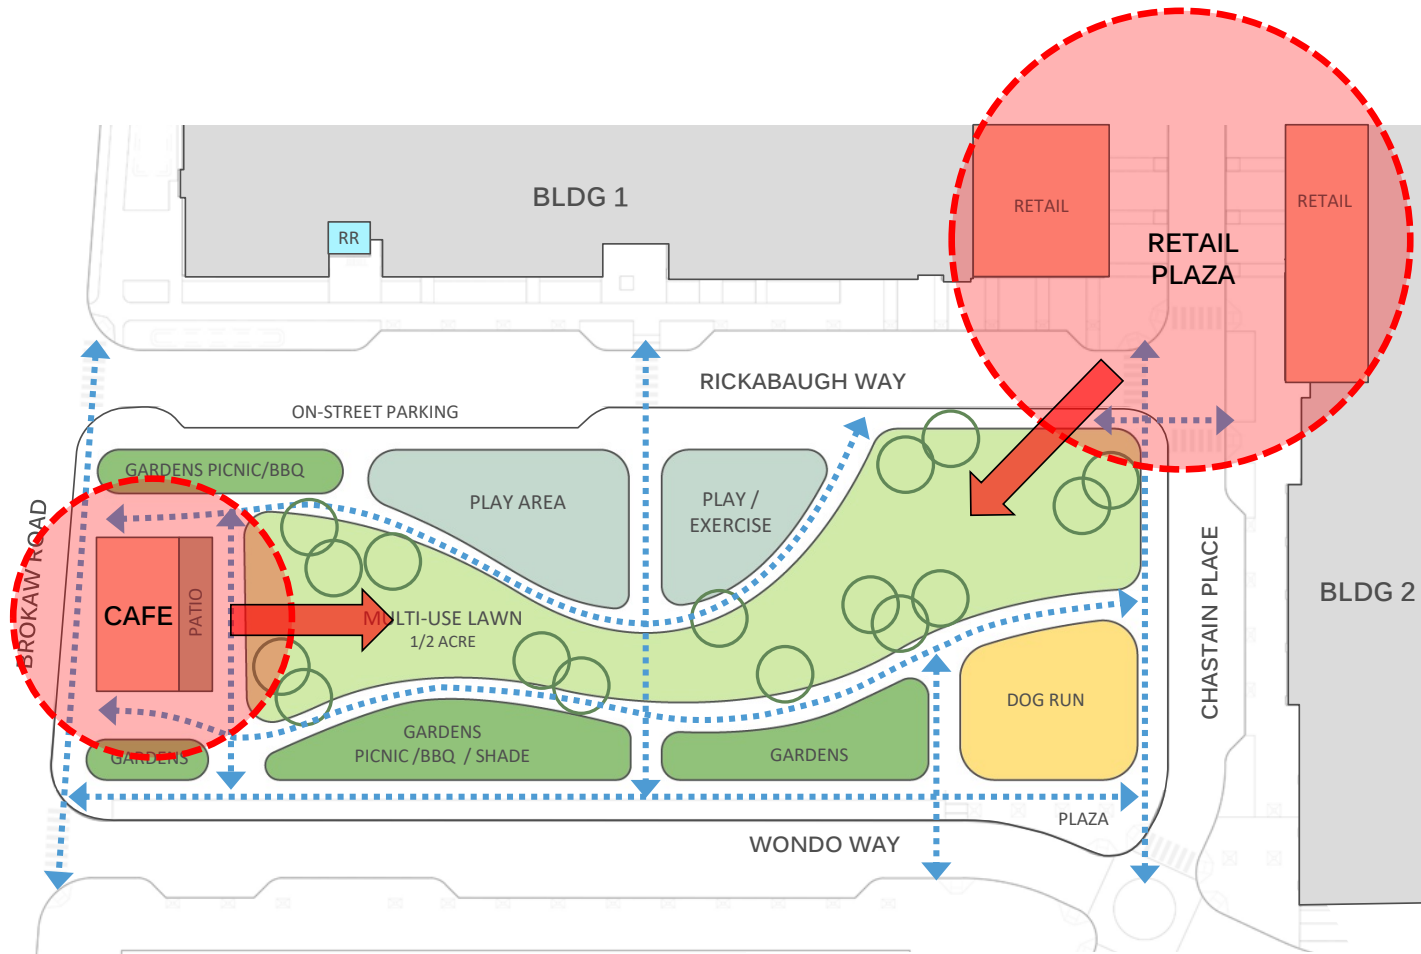 BLDG 1
RETAIL
RETAIL
RR
RETAIL
PLAZA
RICKABAUGH WAY
ON-STREET PARKING
GARDENS PICNIC/BBQ
PLAY AREA
PLAY /
EXERCISE
BROKAW ROAD
CAFE
PATIO
MULTI-USE LAWN
1/2 ACRE
CHASTAIN PLACE
BLDG 2
DOG RUN
GARDENS
PICNIC /BBQ / SHADE
GARDENS
GARDENS
PLAZA
WONDO WAY